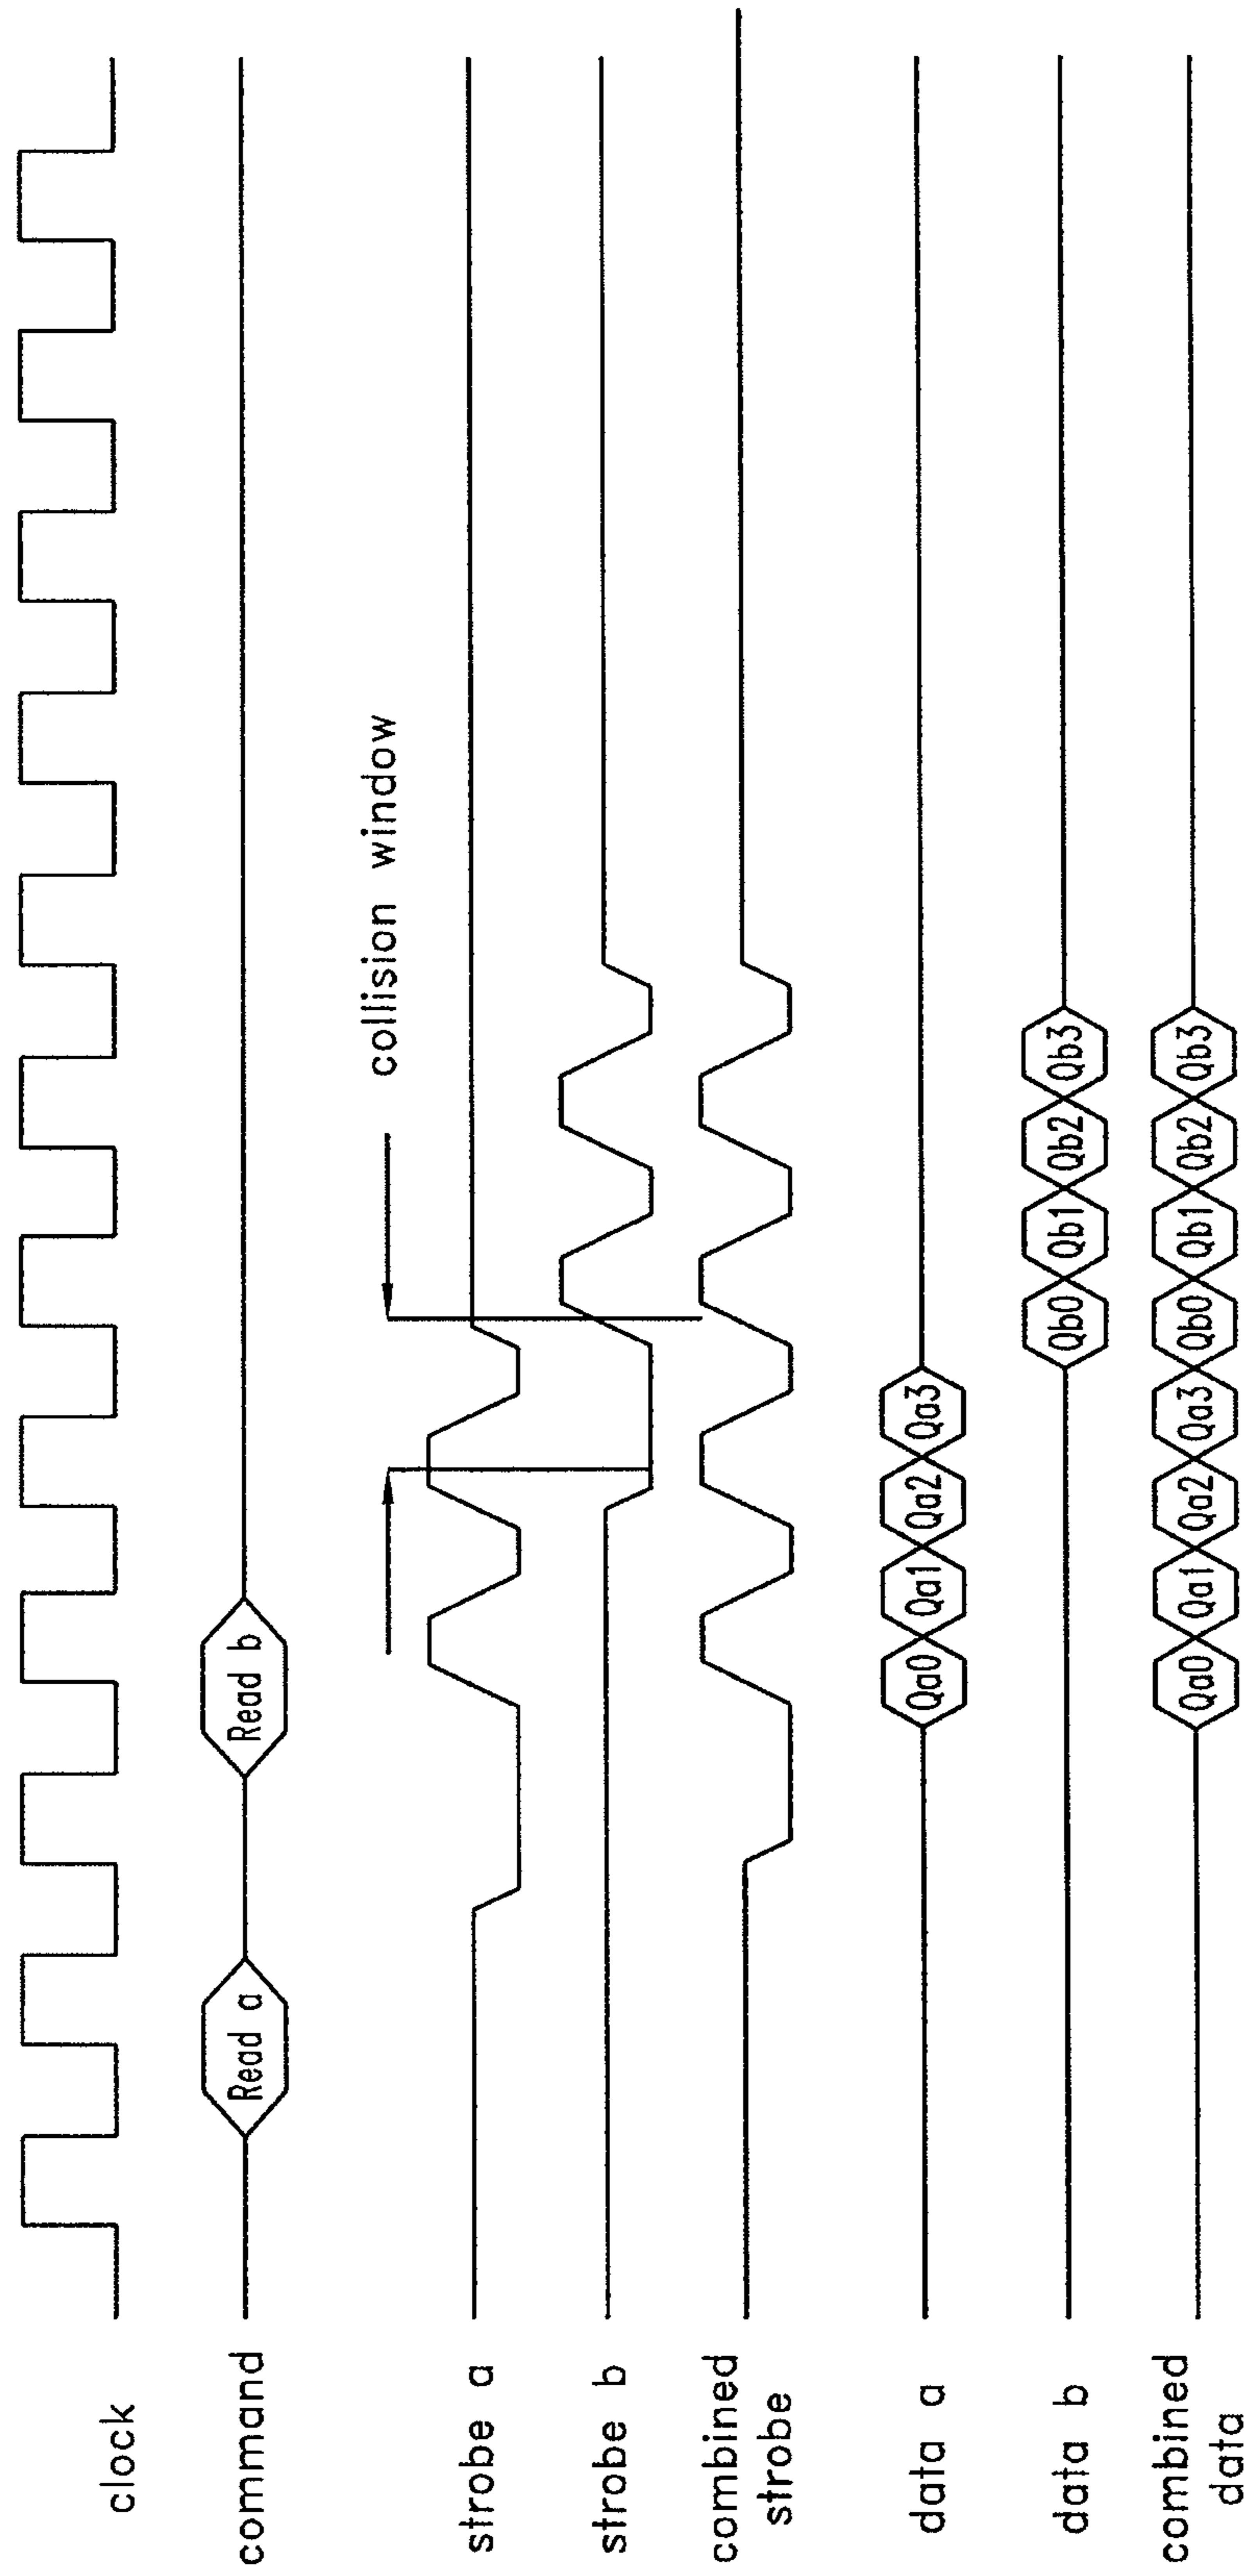 clock
command
Read a
Read b
collision window
strobe a
strobe b
combined
strobe
data a
Qa0 Qa1 Qa2 Qa3
data b
Qb0 Qb1 Qb2 Qb3
combined
data
Qa0 Qa1 Qa2 Qa3 Qb0 Qb1 Qb2 Qb3